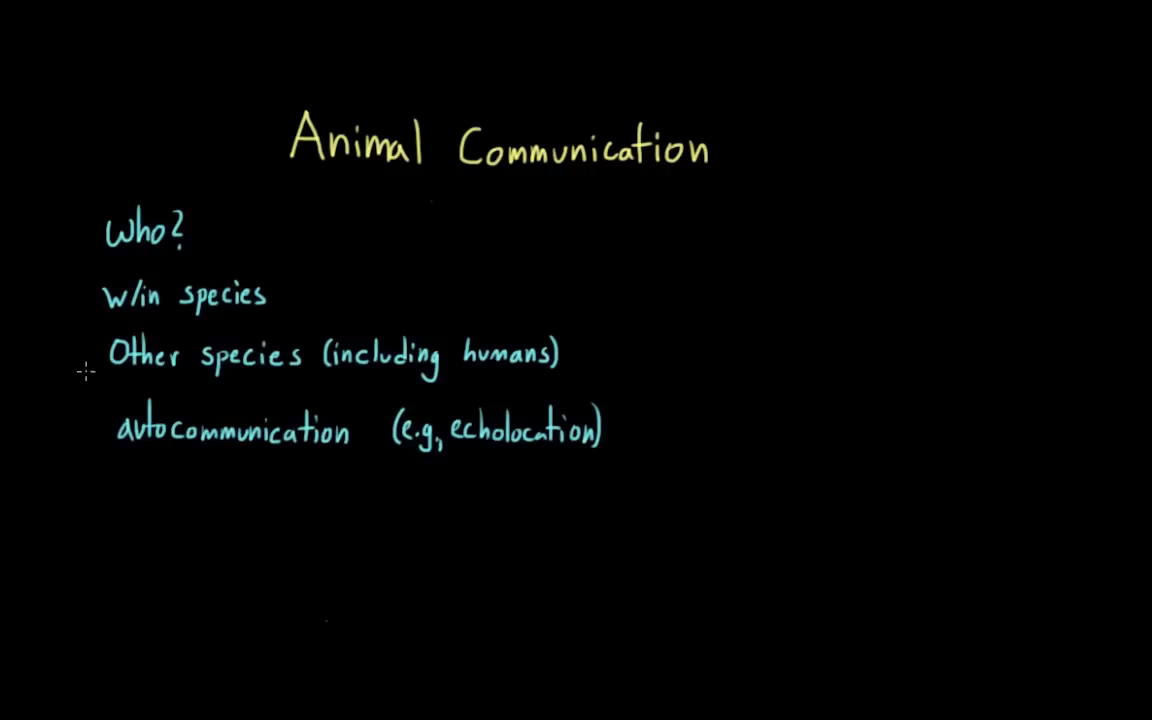 Animal Communication
Who?
w/in species
Other species (including humans)
autocommunication (e.g., echolocation)